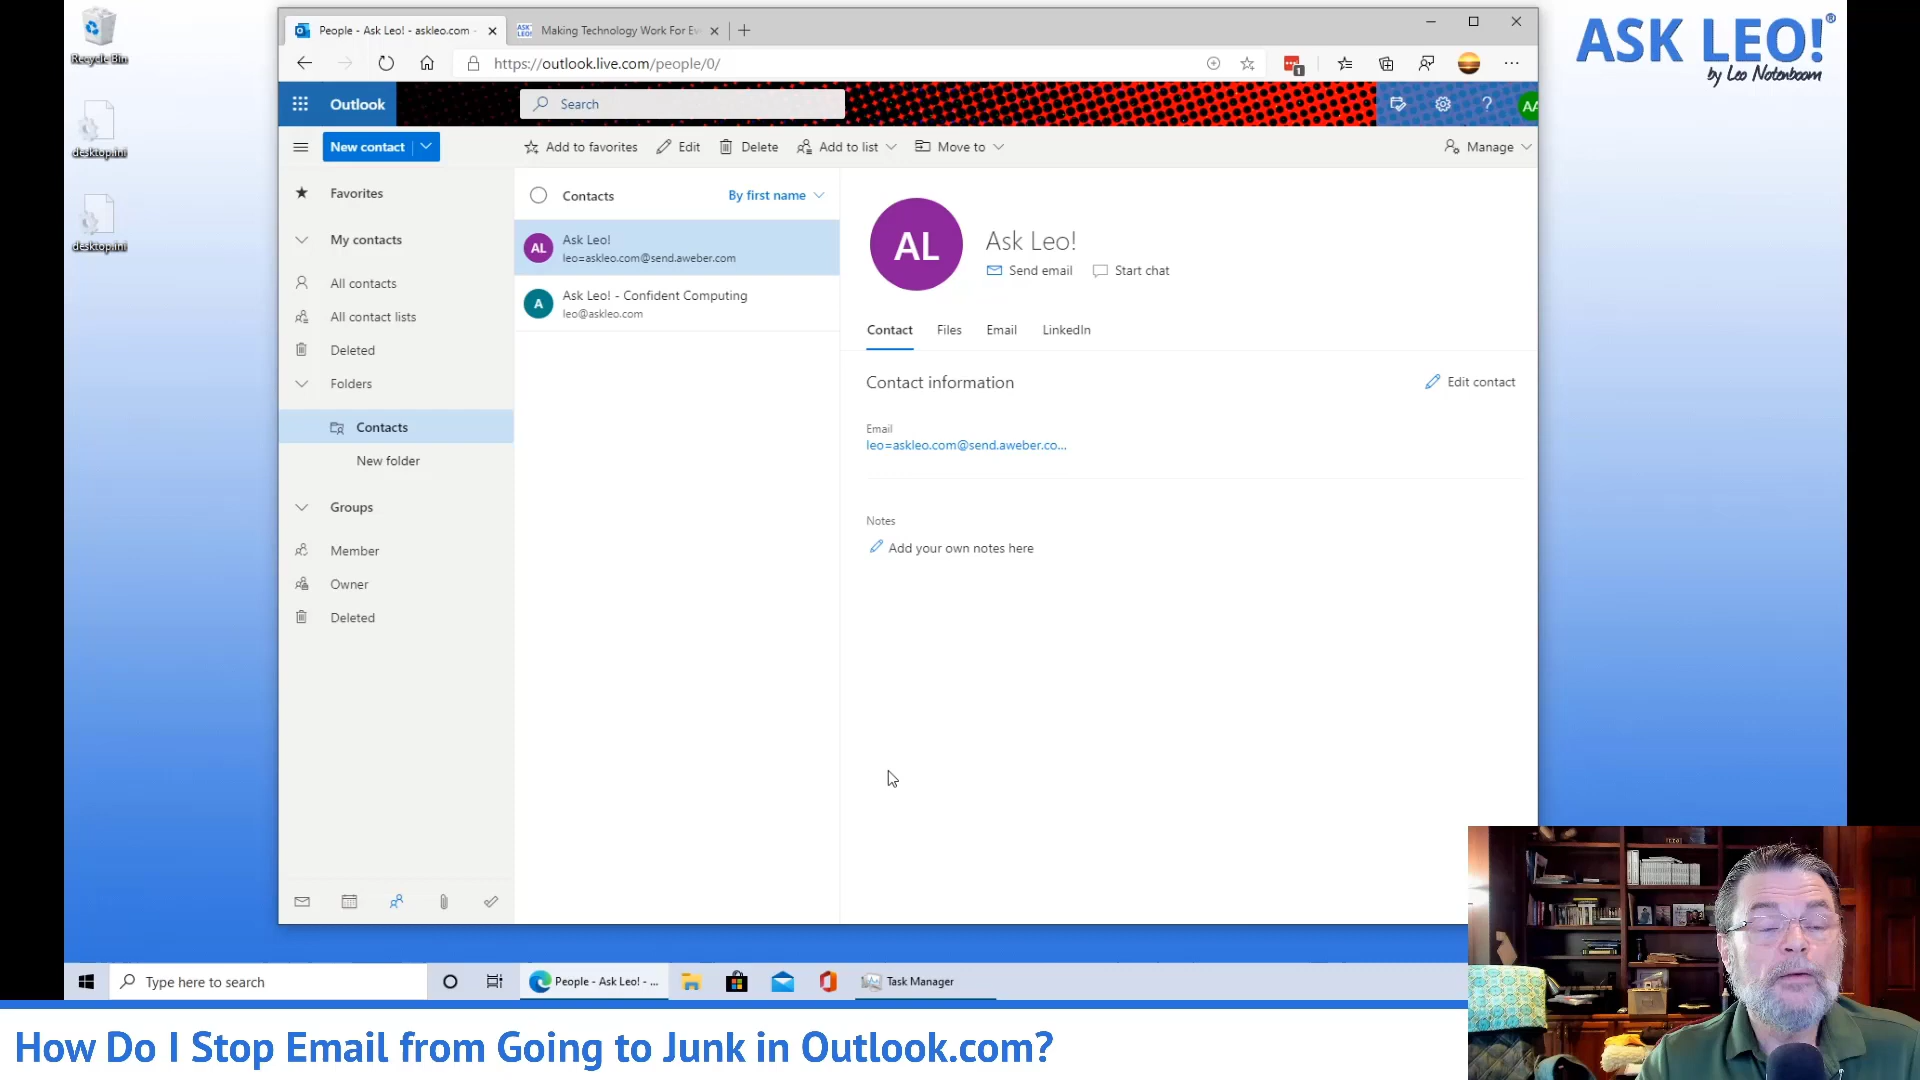 Recycle Bin
desktop.ini
desktop.ini
People - Ask Leo! - askleo.com -
ASK LEO!
Making Technology Work For Ev
https://outlook.live.com/people/0/
1
ASK LEO!®
by Leo Notenboom
Outlook
Search
?
AA
New contact
Add to favorites
Edit
Delete
Add to list
Move to
Manage
Favorites
My contacts
All contacts
All contact lists
Deleted
Folders
Contacts
New folder
Groups
Member
Owner
Deleted
Contacts
By first name
AL
Ask Leo!
leo=askleo.com@send.aweber.com
A
Ask Leo! - Confident Computing
leo@askleo.com
AL
Ask Leo!
Send email
Start chat
Contact
Files
Email
LinkedIn
Contact information
Edit contact
Email
leo=askleo.com@send.aweber.co...
Notes
Add your own notes here
Type here to search
People - Ask Leo! - ...
Task Manager
How Do I Stop Email from Going to Junk in Outlook.com?